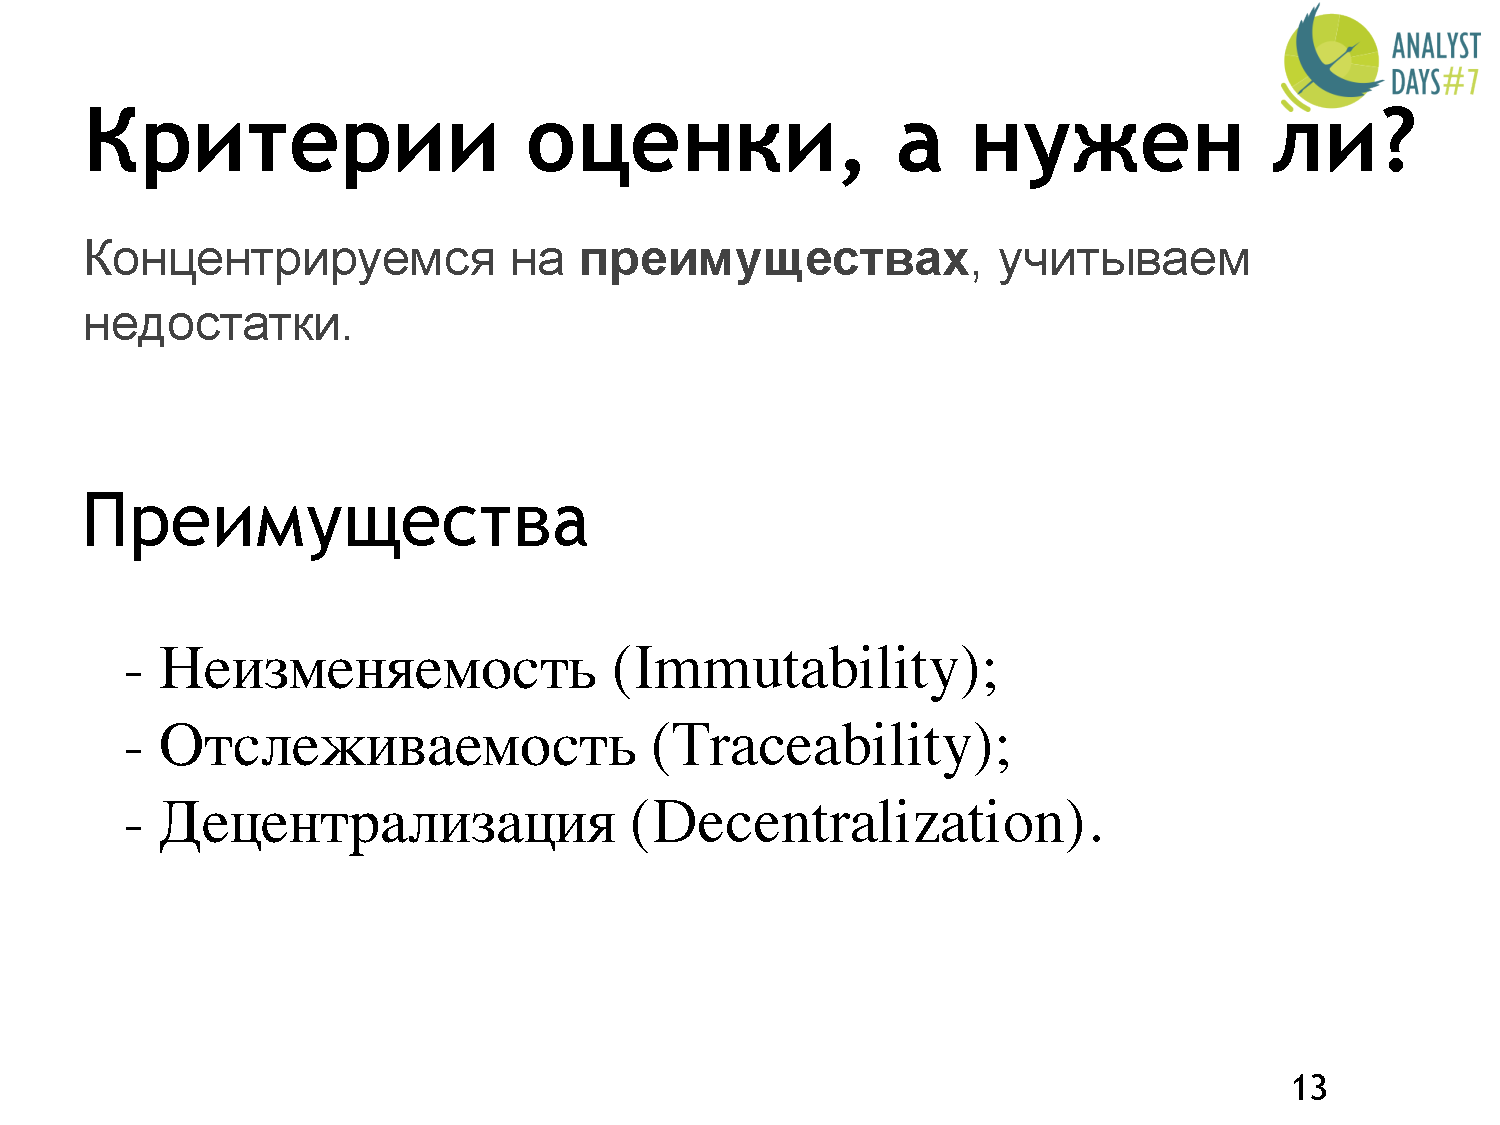 ANALYST
DAYS#7
Критерии оценки, а нужен ли?
Концентрируемся на преимуществах, учитываем
недостатки.
Преимущества
- Неизменяемость (Immutability);
- Отслеживаемость (Traceability);
- Децентрализация (Decentralization).
13